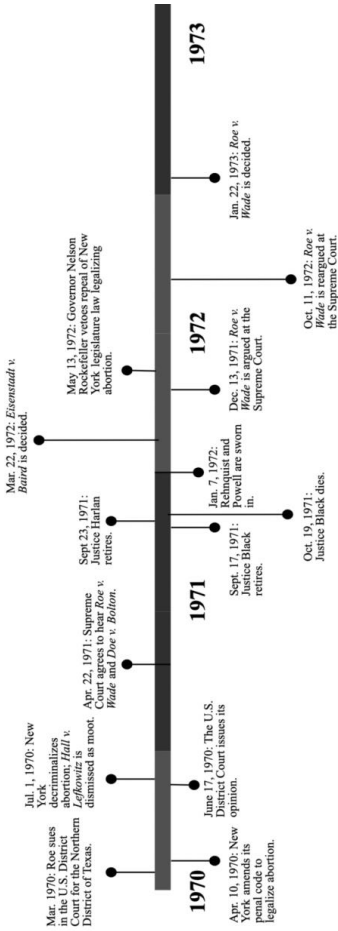 Mar. 1970: Roe sues
in the U.S. District
Court for the Northern
District of Texas.
Jul. 1, 1970: New
York
decriminalizes
abortion; Hall v.
Lefkowitz is
dismissed as moot.
Apr. 22, 1971: Supreme
Court agrees to hear Roe v.
Wade and Doe v. Bolton.
Sept 23, 1971:
Justice Harlan
retires.
Mar. 22, 1972: Eisenstadt v.
Baird is decided.
May 13, 1972: Governor Nelson
Rockefeller vetoes repeal of New
York legislature law legalizing
abortion.
1970
1971
1972
1973
Apr. 10, 1970: New
York amends its
penal code to
legalize abortion.
June 17, 1970: The U.S.
District Court issues its
opinion.
Sept. 17, 1971:
Justice Black
retires.
Oct. 19, 1971:
Justice Black dies.
Jan. 7, 1972:
Rehnquist and
Powell are sworn
in.
Dec. 13, 1971: Roe v.
Wade is argued at the
Supreme Court.
Oct. 11, 1972: Roe v.
Wade is reargued at
the Supreme Court.
Jan. 22, 1973: Roe v.
Wade is decided.